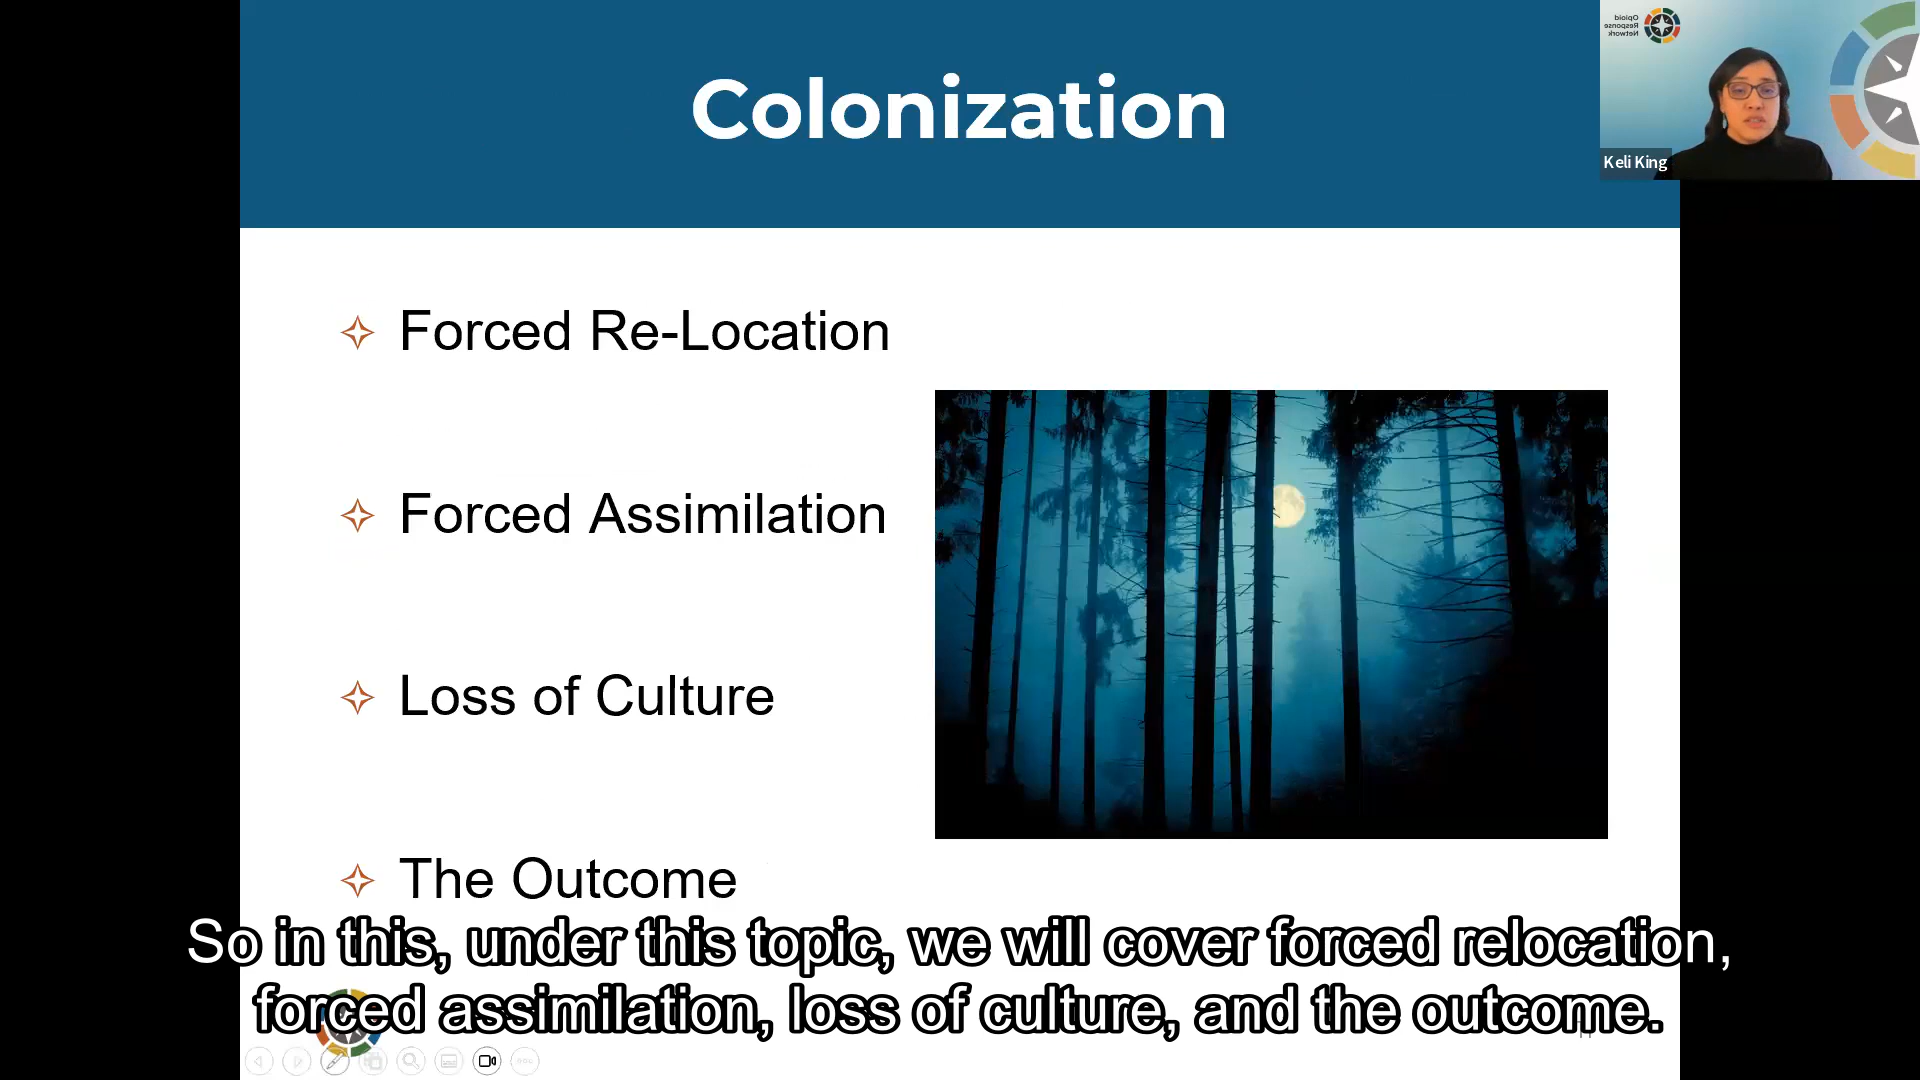 Colonization
Opioid
Response
Network
Keli King
Forced Re-Location
Forced Assimilation
Loss of Culture
The Outcome
So in this, under this topic, we will cover forced relocation,
forced assimilation, loss of culture, and the outcome.